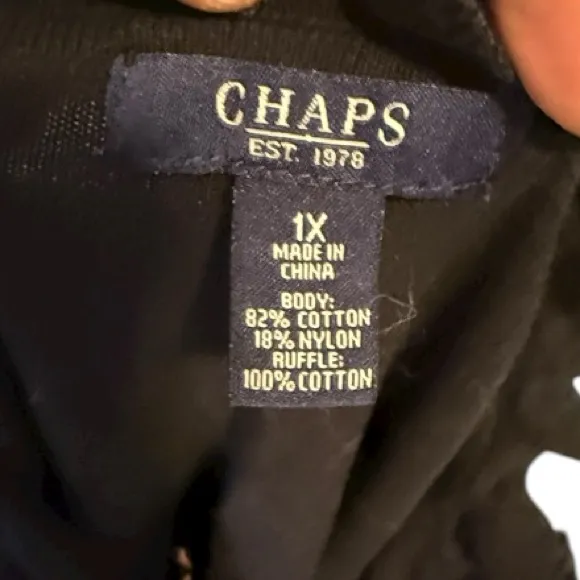 CHAPS
EST. 1978
1X
MADE IN
CHINA
BODY:
82% COTTON
18% NYLON
RUFFLE:
100% COTTON